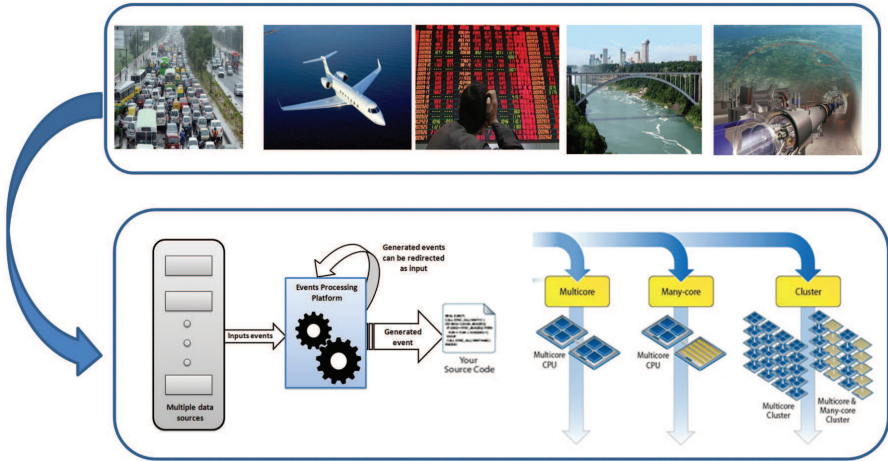 Generated events
can be redirected
as input
Events Processing
Platform
Inputs events
Generated
event
Your
Source Code
Multiple data
sources
Multicore
Many-core
Cluster
Multicore
CPU
Multicore
CPU
Multicore
Cluster
Multicore &
Many-core
Cluster